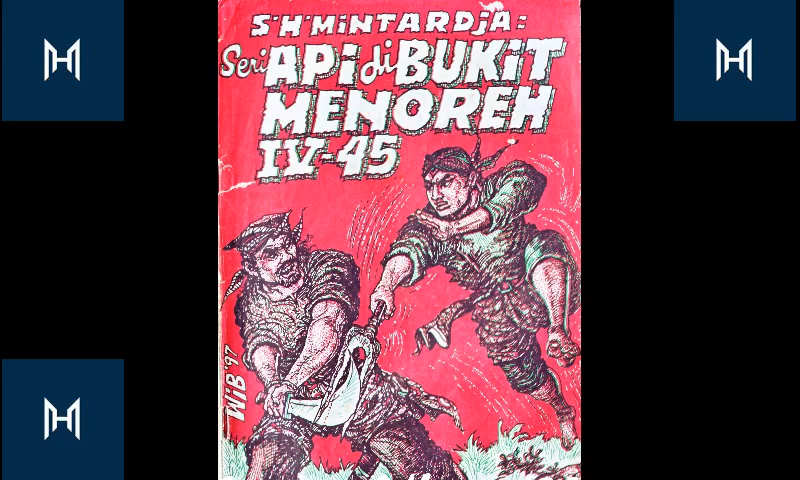 S·H·MINTARDJA:
Seri API di BUKIT
MENOREH
IV-45
WIB '97